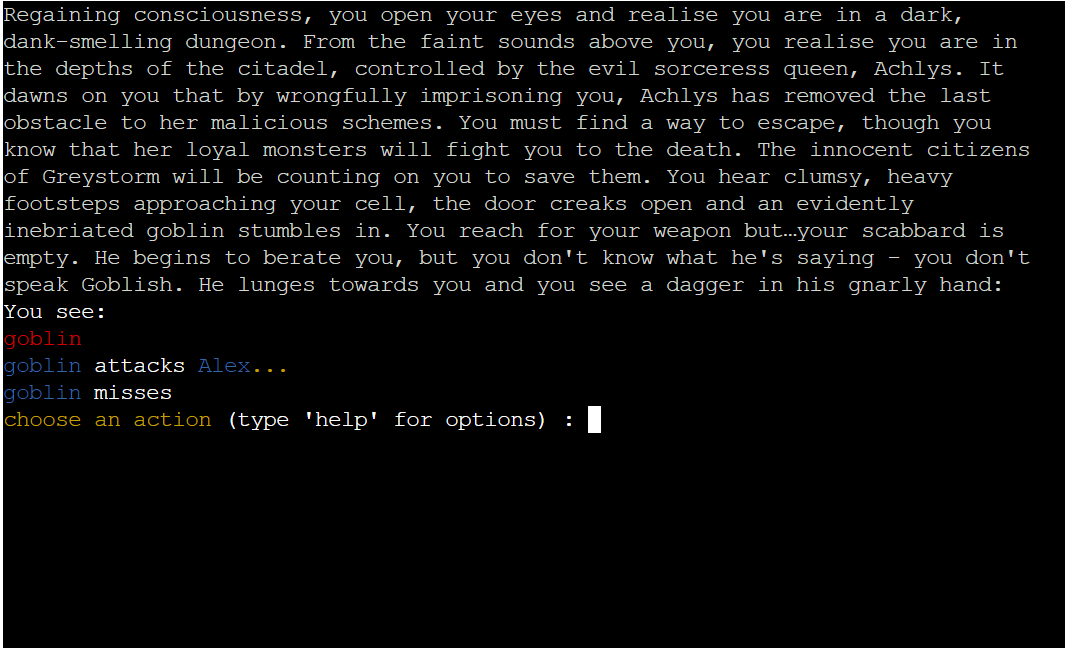 Regaining consciousness, you open your eyes and realise you are in a dark,
dank-smelling dungeon. From the faint sounds above you, you realise you are in
the depths of the citadel, controlled by the evil sorceress queen, Achlys. It
dawns on you that by wrongfully imprisoning you, Achlys has removed the last
obstacle to her malicious schemes. You must find a way to escape, though you
know that her loyal monsters will fight you to the death. The innocent citizens
of Greystorm will be counting on you to save them. You hear clumsy, heavy
footsteps approaching your cell, the door creaks open and an evidently
inebriated goblin stumbles in. You reach for your weapon but…your scabbard is
empty. He begins to berate you, but you don't know what he's saying – you don't
speak Goblish. He lunges towards you and you see a dagger in his gnarly hand:
You see:
goblin
goblin attacks Alex...
goblin misses
choose an action (type 'help' for options) :